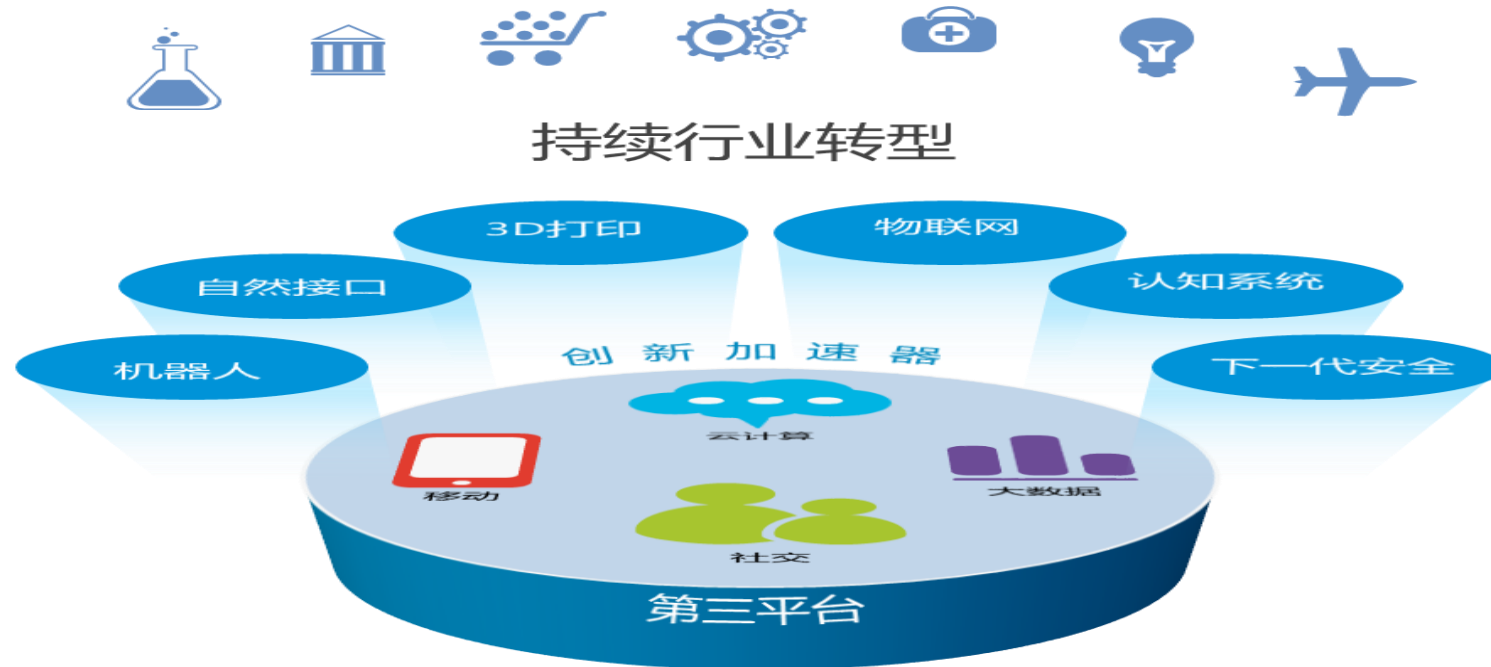 持续行业转型
3D打印
物联网
自然接口
认知系统
机器人
下一代安全
创新加速器
云计算
移动
大数据
社交
第三平台